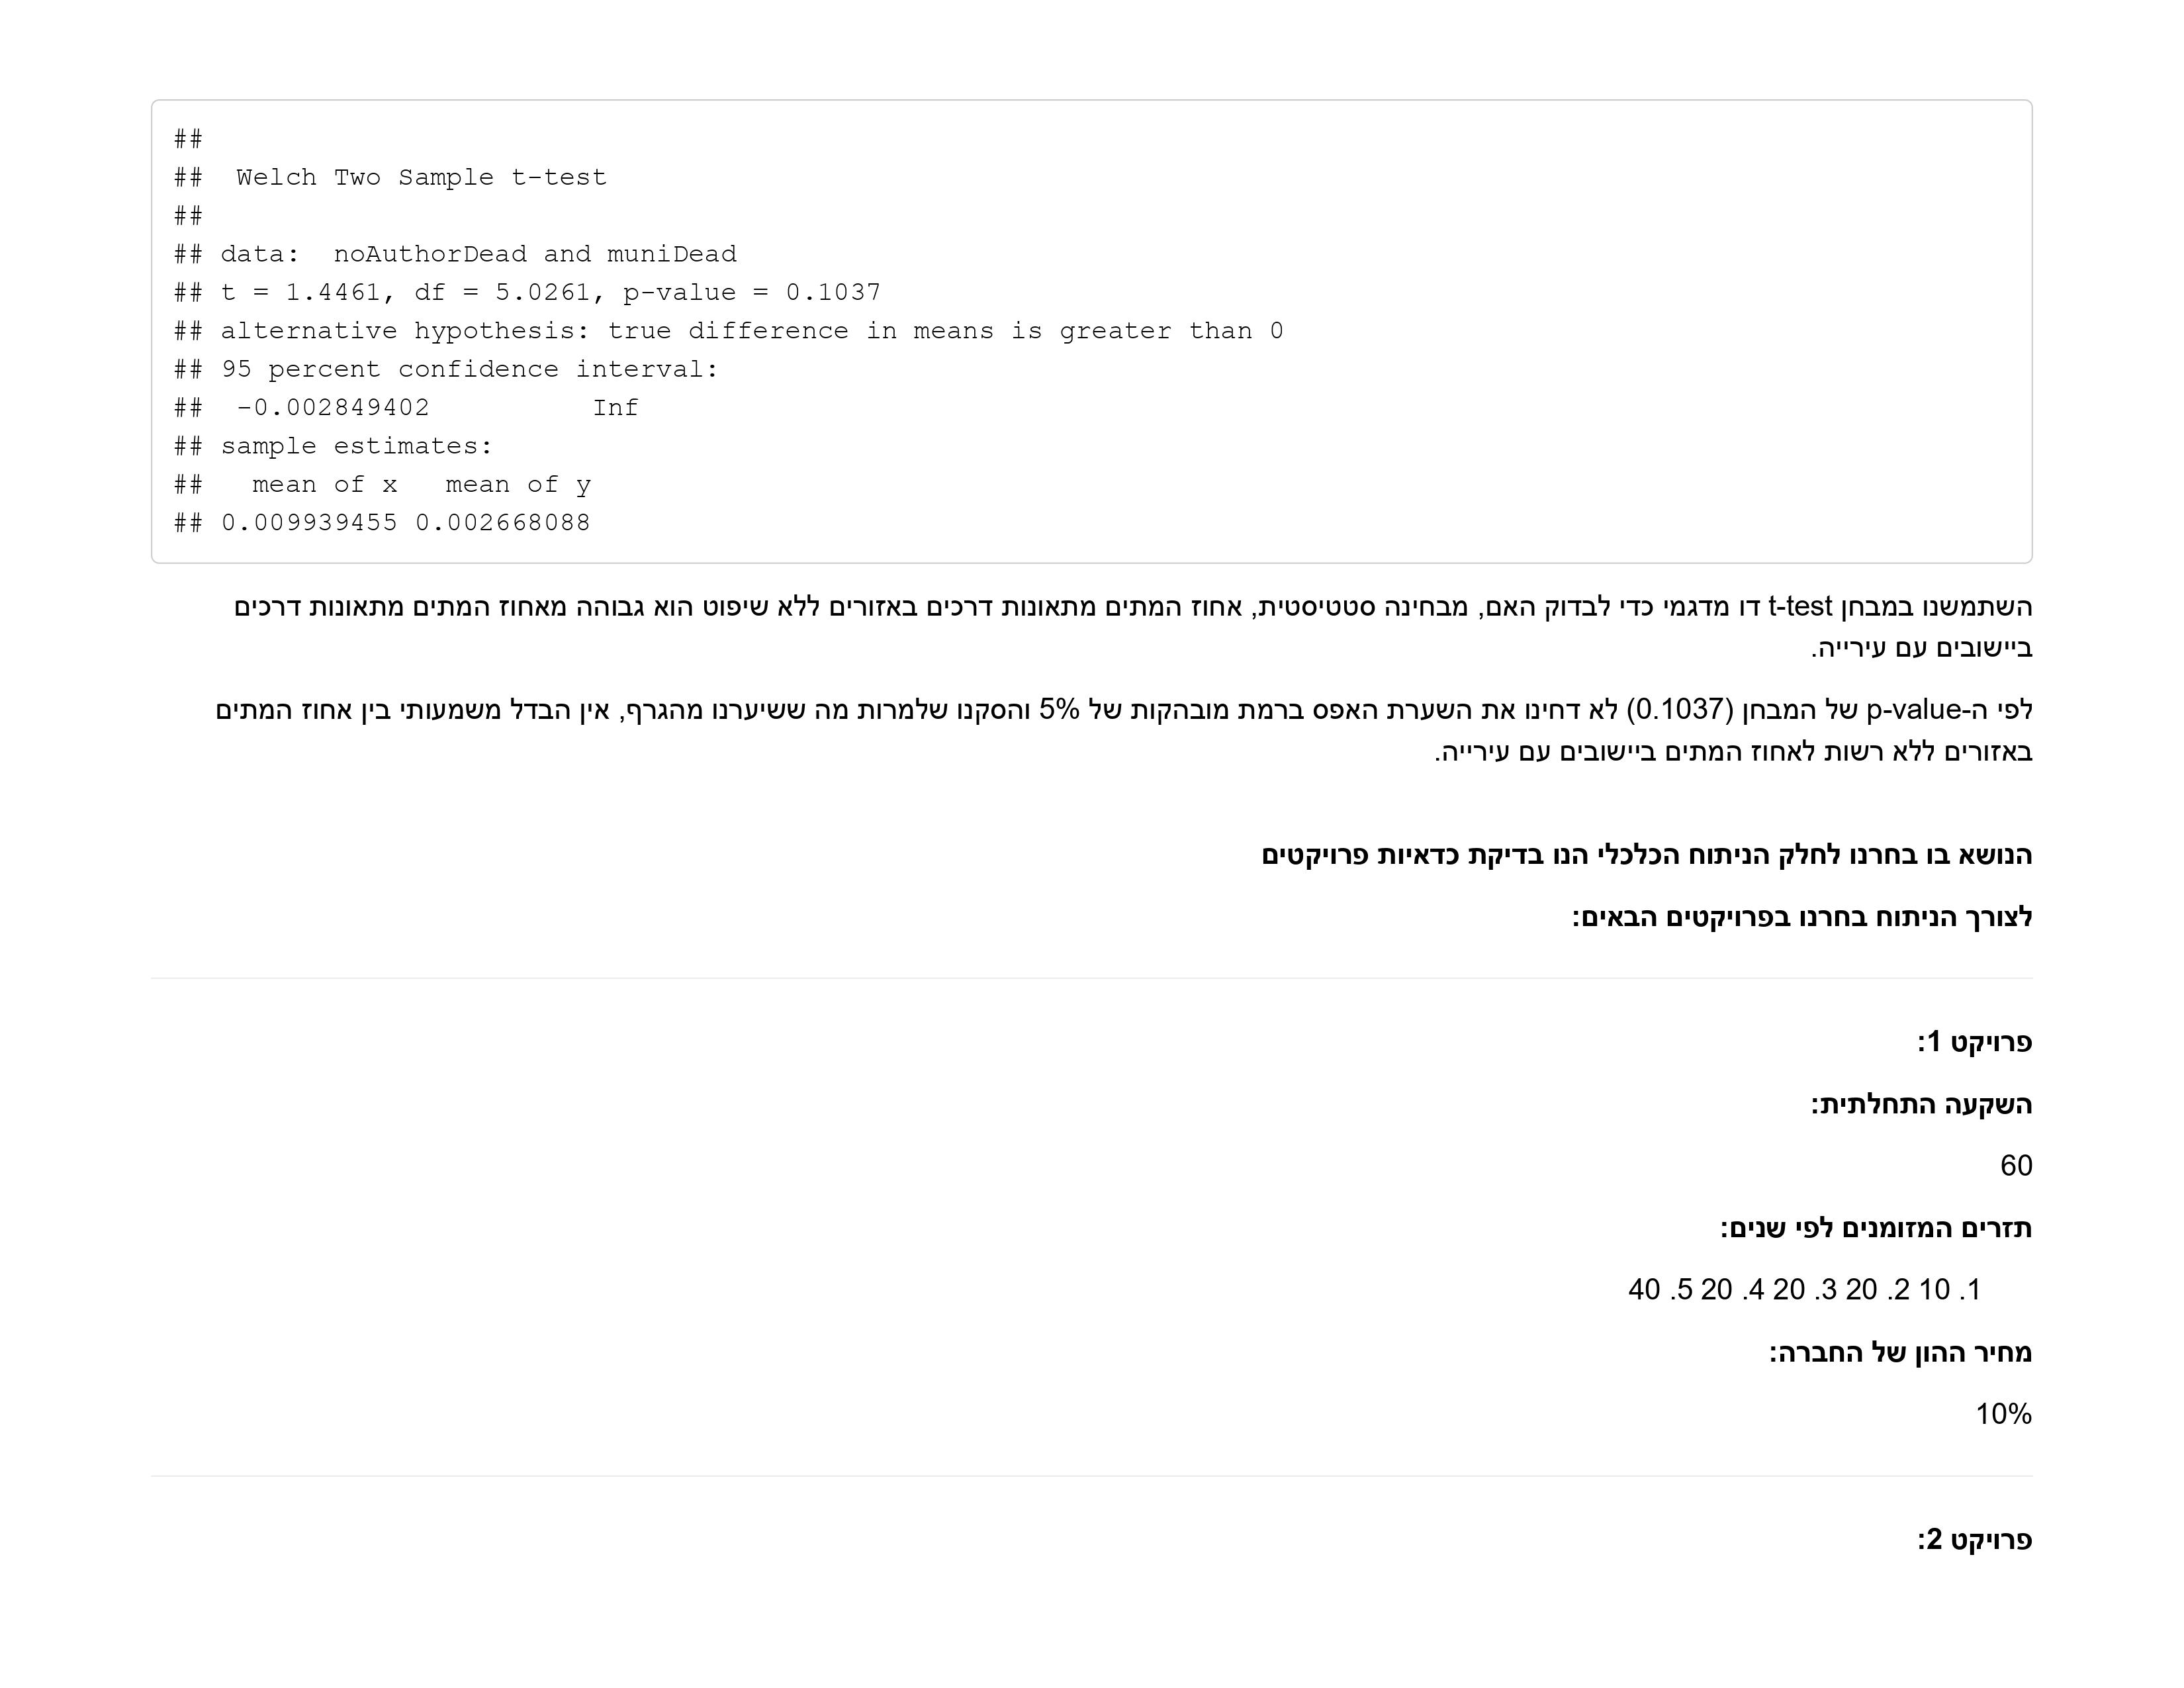 ##
##  Welch Two Sample t-test
##
## data:  noAuthorDead and muniDead
## t = 1.4461, df = 5.0261, p-value = 0.1037
## alternative hypothesis: true difference in means is greater than 0
## 95 percent confidence interval:
##  -0.002849402          Inf
## sample estimates:
##   mean of x   mean of y
## 0.009939455 0.002668088
השתמשנו במבחן t-test דו מדגמי כדי לבדוק האם, מבחינה סטטיסטית, אחוז המתים מתאונות דרכים באזורים ללא שיפוט הוא גבוהה מאחוז המתים מתאונות דרכים
ביישובים עם עירייה.
לפי ה-p-value של המבחן (0.1037) לא דחינו את השערת האפס ברמת מובהקות של 5% והסקנו שלמרות מה ששיערנו מהגרף, אין הבדל משמעותי בין אחוז המתים
באזורים ללא רשות לאחוז המתים ביישובים עם עירייה.
הנושא בו בחרנו לחלק הניתוח הכלכלי הנו בדיקת כדאיות פרויקטים
לצורך הניתוח בחרנו בפרויקטים הבאים:
פרויקט 1:
השקעה התחלתית:
60
תזרים המזומנים לפי שנים:
1. 10 2. 20 3. 20 4. 20 5. 40
מחיר ההון של החברה:
10%
פרויקט 2: